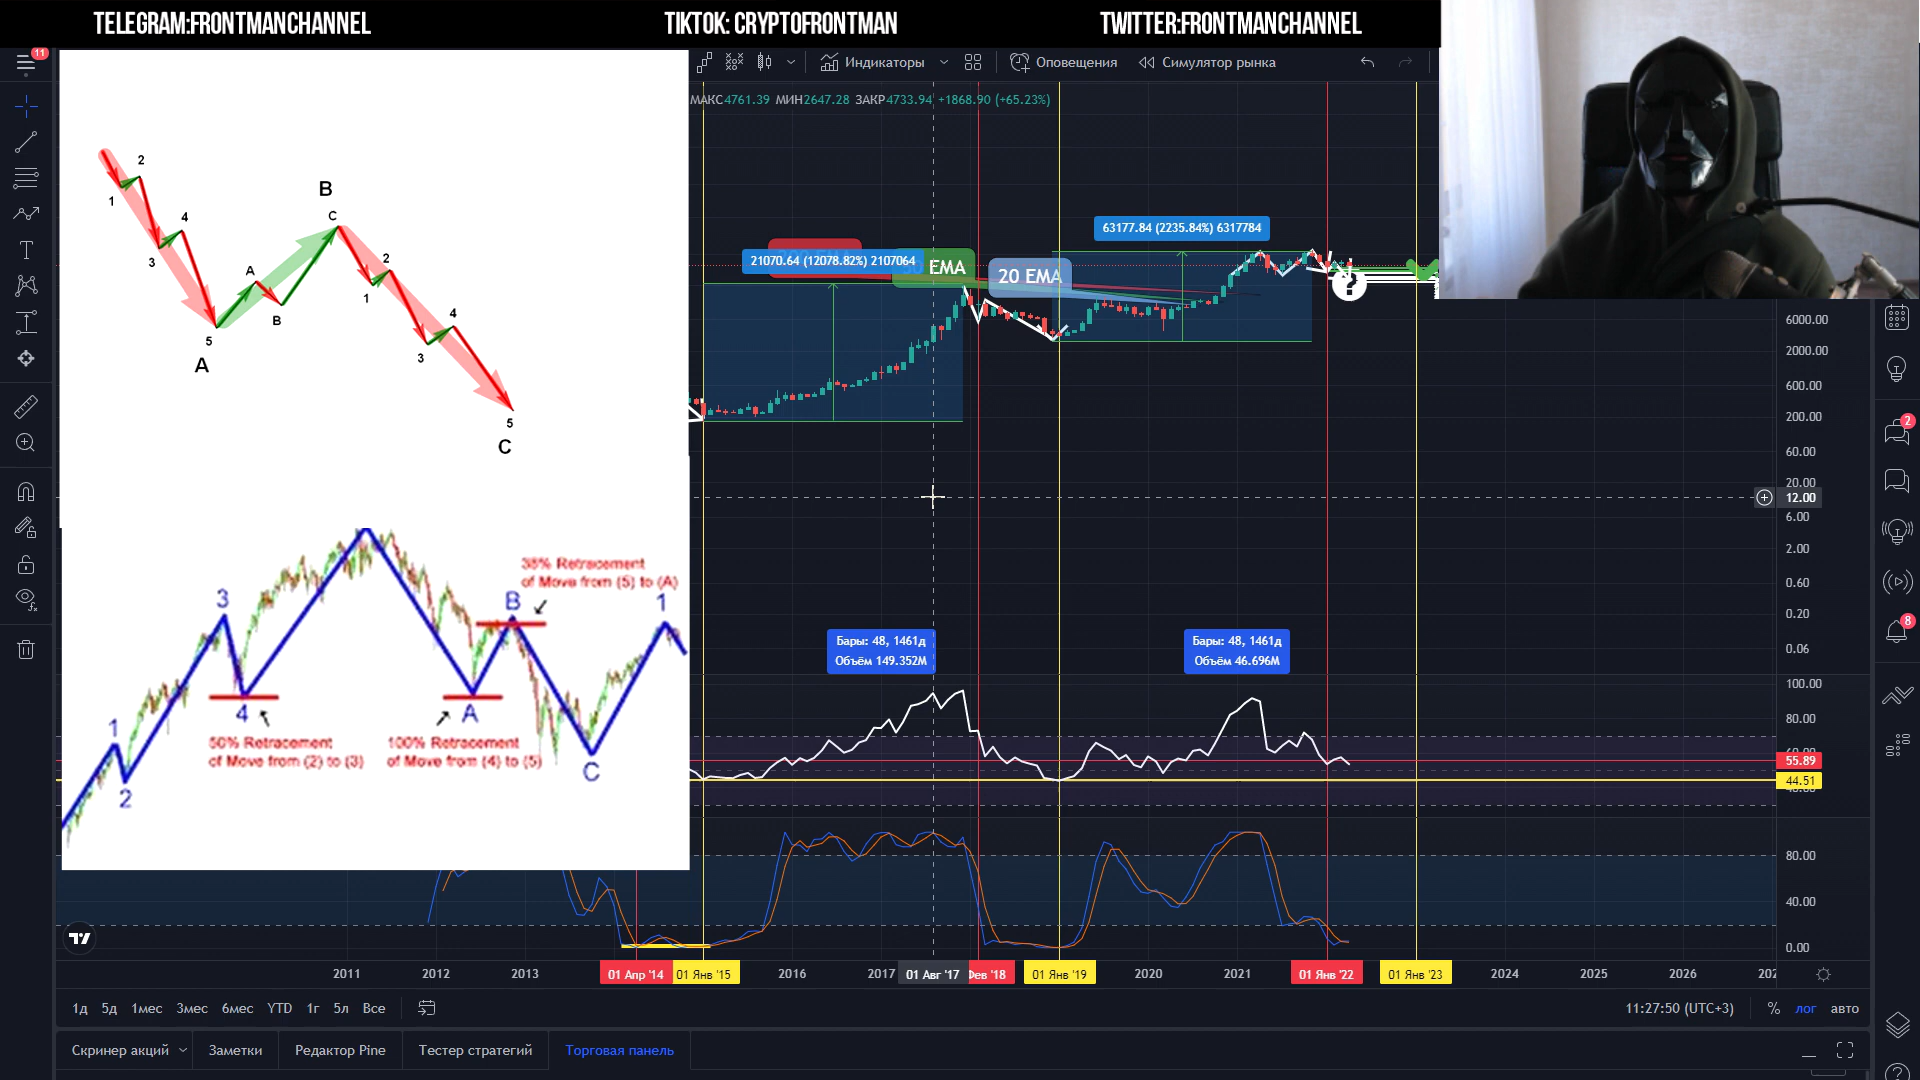 TELEGRAM:FRONTMANCHANNEL
TIKTOK: CRYPTOFRONTMAN
TWITTER:FRONTMANCHANNEL
11
Индикаторы
Оповещения
Симулятор рынка
МАКС4761.39 МИН2647.28 ЗАКР4733.94 +1868.90 (+65.23%)
2
1
4
3
5
A
A
B
B
C
2
1
4
3
5
C
21070.64 (12078.82%) 2107064
EMA
20 EMA
63177.84 (2235.84%) 6317784
?
6000.00
2000.00
600.00
200.00
60.00
20.00
12.00
6.00
2.00
0.60
0.20
0.06
2
8
38% Retracement
of Move from (5) to (A)
3
B
1
4
A
1
2
C
50% Retracement
of Move from (2) to (3)
100% Retracement
of Move from (4) to (5)
Бары: 48, 1461д
Объём 149.352M
Бары: 48, 1461д
Объём 46.696M
100.00
80.00
55.89
44.51
80.00
40.00
0.00
2011
2012
2013
01 Апр '14
01 Янв '15
2016
2017
01 Авг '17
Фев '18
01 Янв '19
2020
2021
01 Янв '22
01 Янв '23
2024
2025
2026
1д 5д 1мес 3мес 6мес YTD 1г 5л Все
11:27:50 (UTC+3)
% лог авто
Скринер акций
Заметки
Редактор Pine
Тестер стратегий
Торговая панель